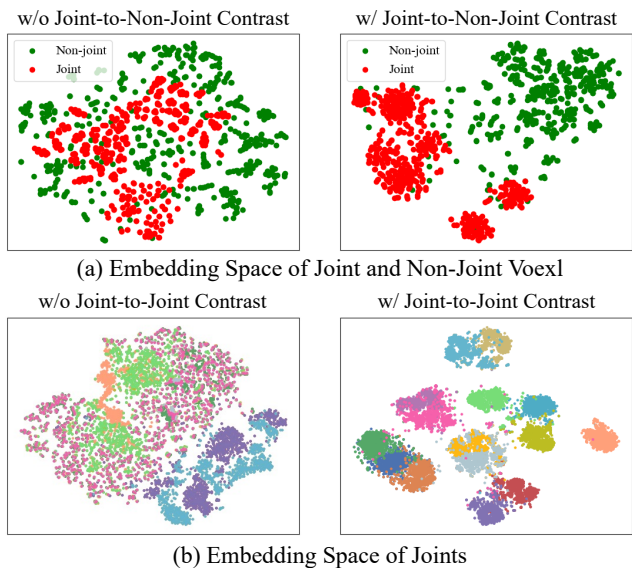 w/o Joint-to-Non-Joint Contrast
w/ Joint-to-Non-Joint Contrast
Non-joint
Joint
Non-joint
Joint
(a) Embedding Space of Joint and Non-Joint Voexl
w/o Joint-to-Joint Contrast
w/ Joint-to-Joint Contrast
(b) Embedding Space of Joints